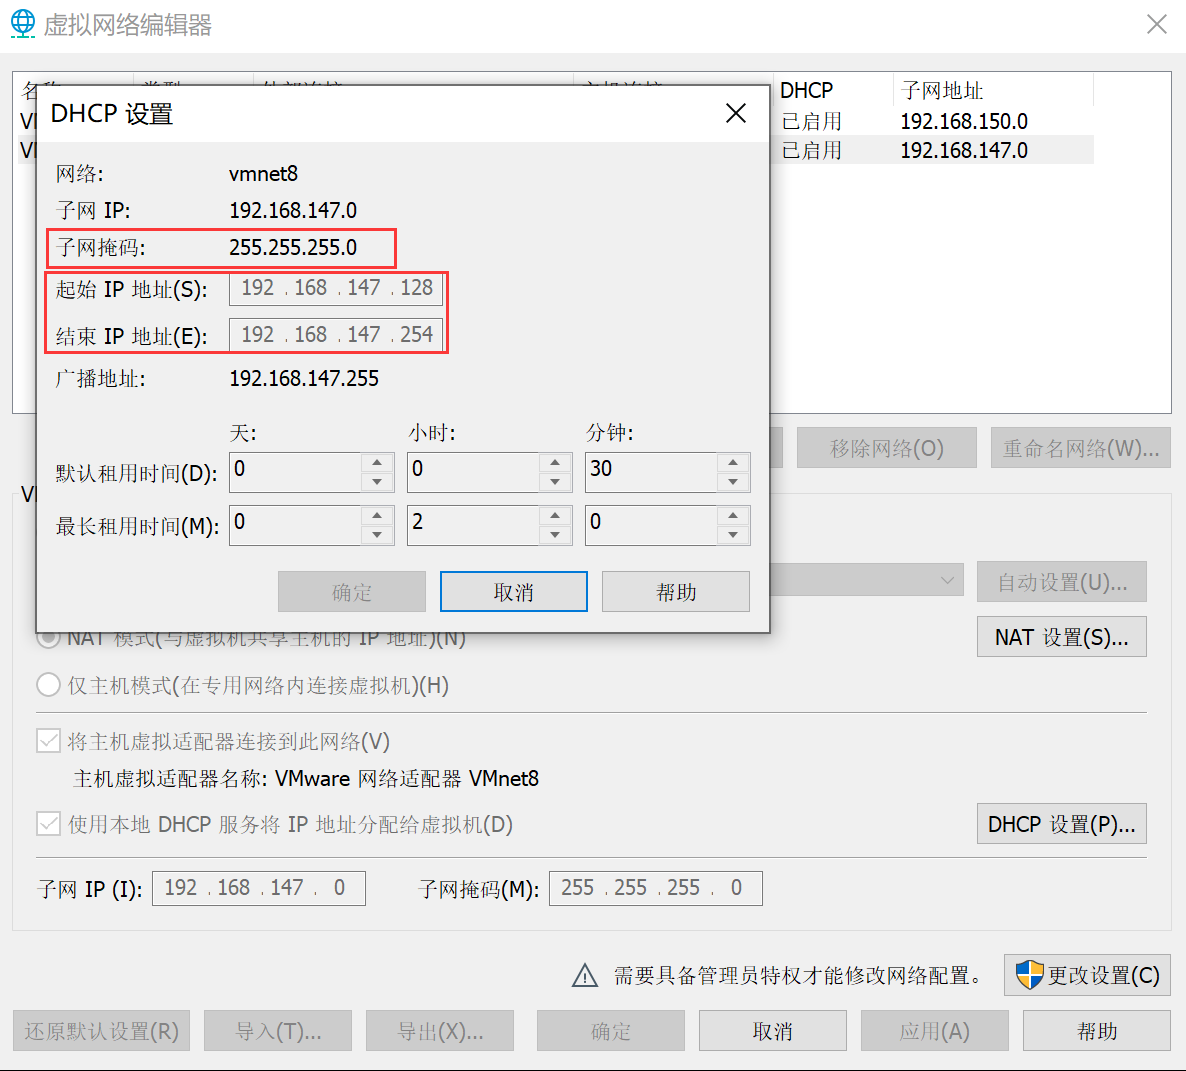 虚拟网络编辑器
DHCP 子网地址
已启用 192.168.150.0
已启用 192.168.147.0
DHCP 设置
网络: vmnet8
子网 IP: 192.168.147.0
子网掩码: 255.255.255.0
起始 IP 地址(S): 192 . 168 . 147 . 128
结束 IP 地址(E): 192 . 168 . 147 . 254
广播地址: 192.168.147.255
天: 小时: 分钟:
默认租用时间(D): 0 0 30
最长租用时间(M): 0 2 0
确定 取消 帮助
移除网络(O) 重命名网络(W)...
自动设置(U)...
NAT 模式(与虚拟机共享主机的 IP 地址)(N)
NAT 设置(S)...
仅主机模式(在专用网络内连接虚拟机)(H)
将主机虚拟适配器连接到此网络(V)
主机虚拟适配器名称: VMware 网络适配器 VMnet8
使用本地 DHCP 服务将 IP 地址分配给虚拟机(D)
DHCP 设置(P)...
子网 IP (I): 192 . 168 . 147 . 0 子网掩码(M): 255 . 255 . 255 . 0
需要具备管理员特权才能修改网络配置。 更改设置(C)
还原默认设置(R) 导入(T)... 导出(X)... 确定 取消 应用(A) 帮助